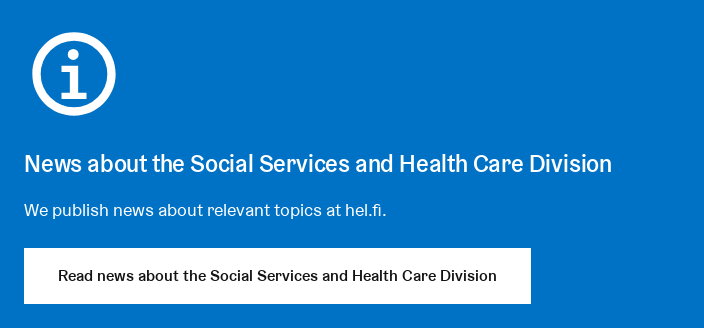 News about the Social Services and Health Care Division
We publish news about relevant topics at hel.fi.
Read news about the Social Services and Health Care Division